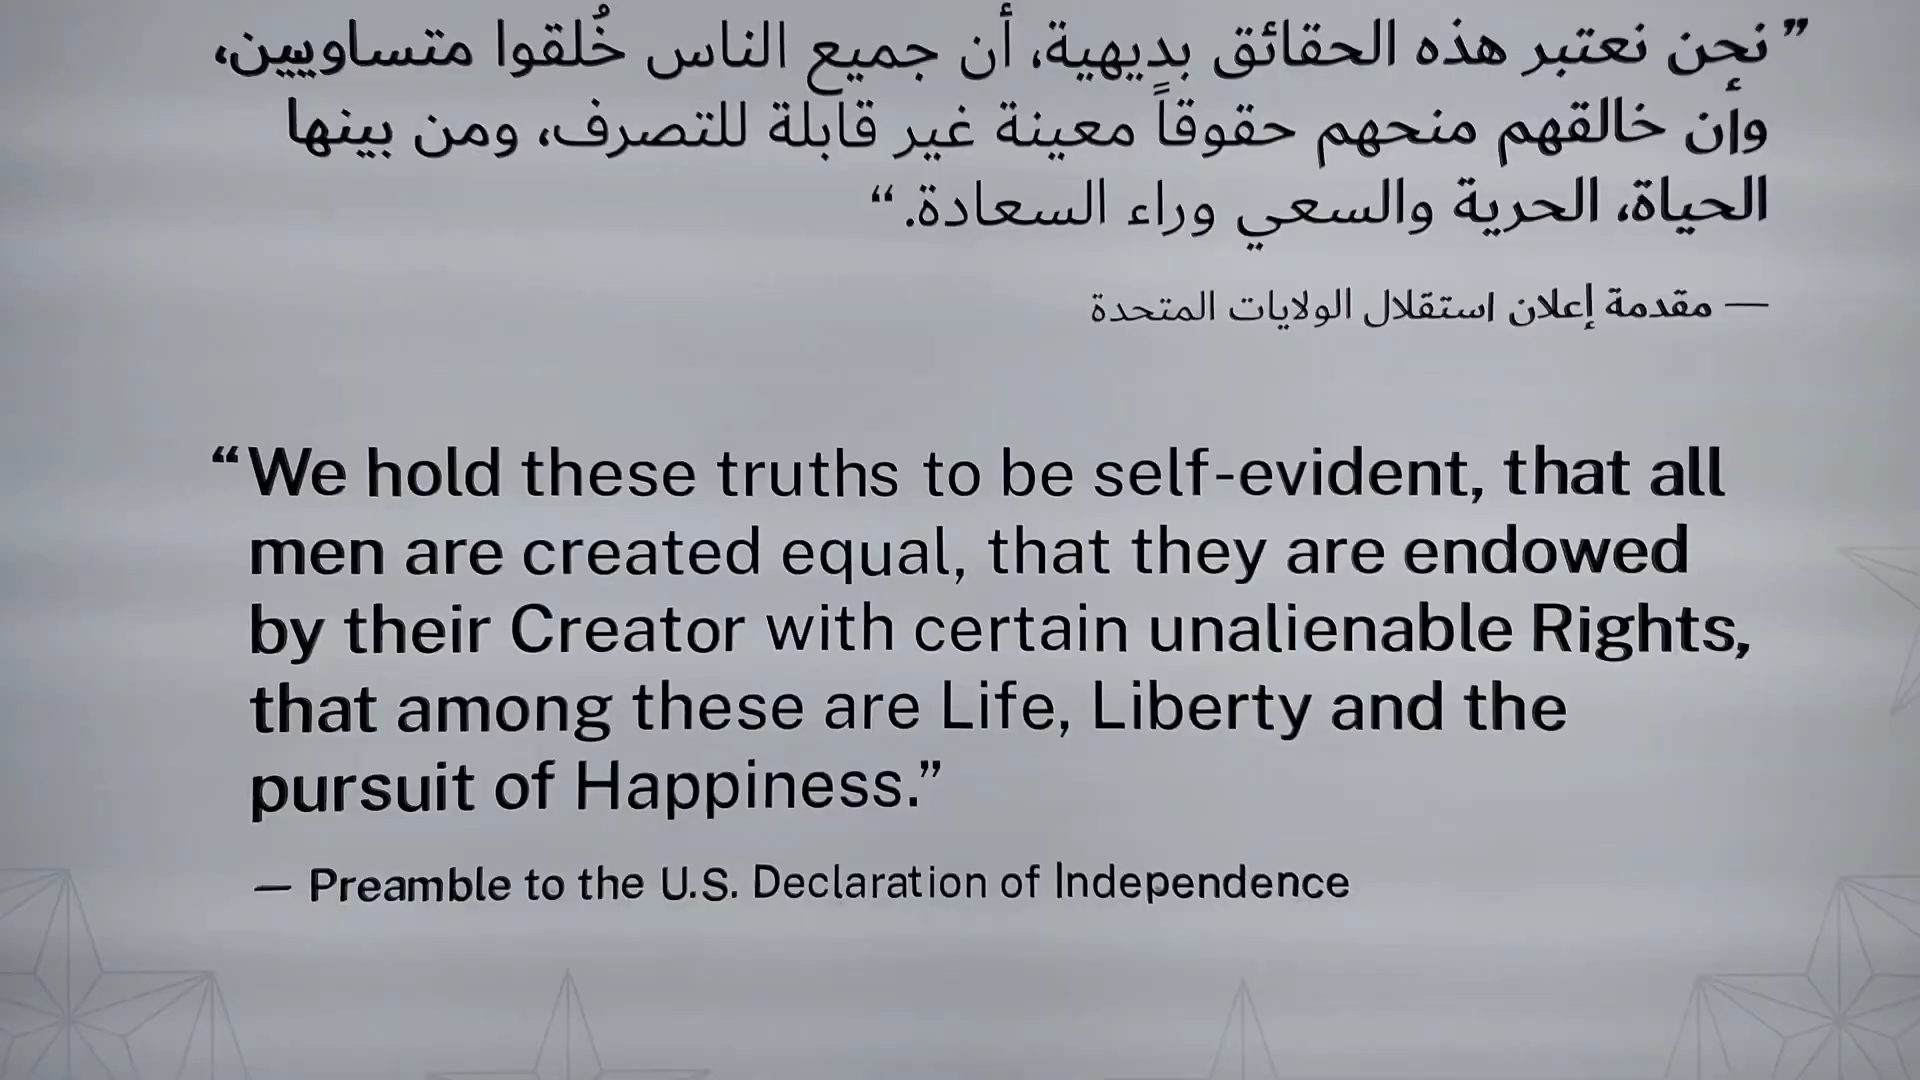 ”نحن نعتبر هذه الحقائق بديهية، أن جميع الناس خُلقوا متساويين،
وإن خالقهم منحهم حقوقاً معينة غير قابلة للتصرف، ومن بينها
الحياة، الحرية والسعي وراء السعادة.“
— مقدمة إعلان استقلال الولايات المتحدة
“We hold these truths to be self-evident, that all
men are created equal, that they are endowed
by their Creator with certain unalienable Rights,
that among these are Life, Liberty and the
pursuit of Happiness.”
— Preamble to the U.S. Declaration of Independence